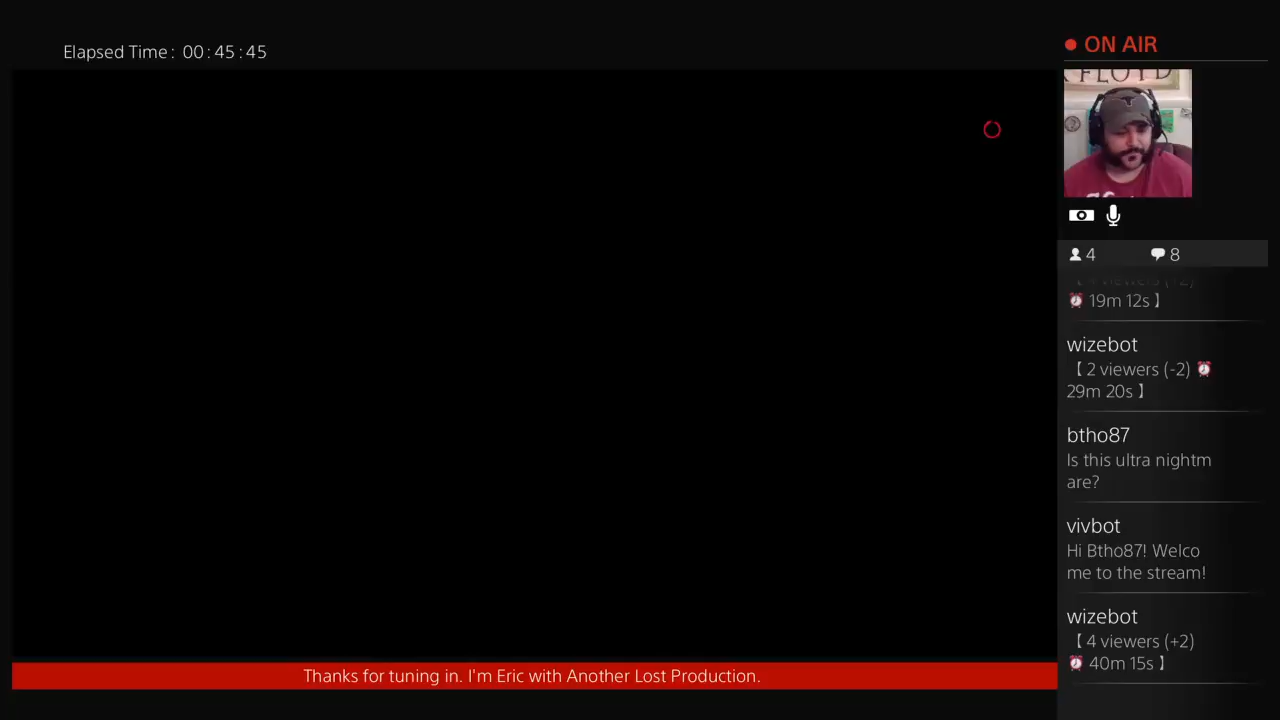 Elapsed Time: 00:45:45
ON AIR
FLOYD
4 8
19m 12s 】
wizebot
【 2 viewers (-2) ⏰
29m 20s 】
btho87
Is this ultra nightm
are?
vivbot
Hi Btho87! Welco
me to the stream!
wizebot
【 4 viewers (+2)
⏰ 40m 15s 】
Thanks for tuning in. I'm Eric with Another Lost Production.